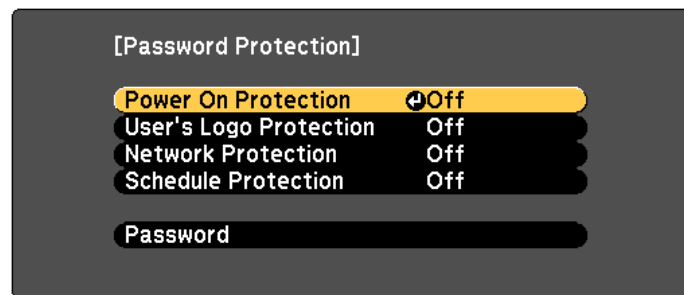 [Password Protection]
Power On Protection Off
User's Logo Protection Off
Network Protection Off
Schedule Protection Off
Password